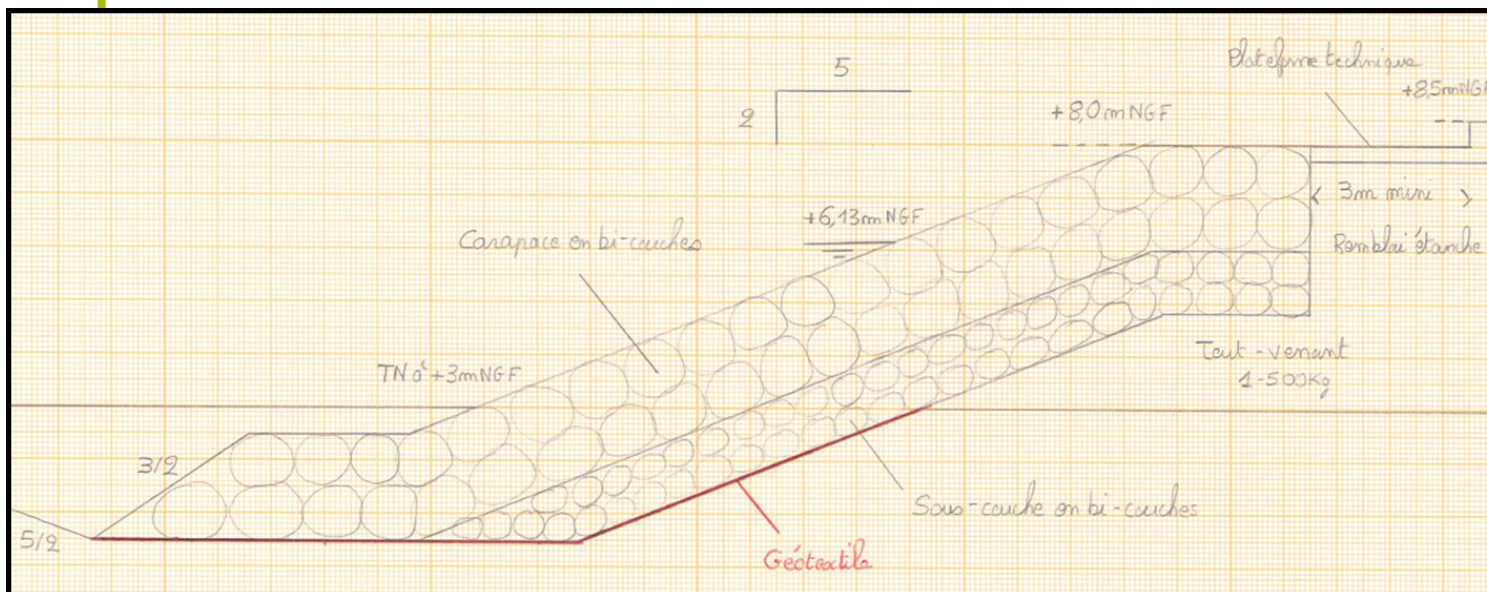 Plateforme technique
5
+8,5mNGF
2
+8,0mNGF
3m mini
+6,13mNGF
Carapace en bi-couches
Remblai étanche
Tout-venant
1-500Kg
TN à +3mNGF
3/2
Sous-couche en bi-couches
5/2
Géotextile